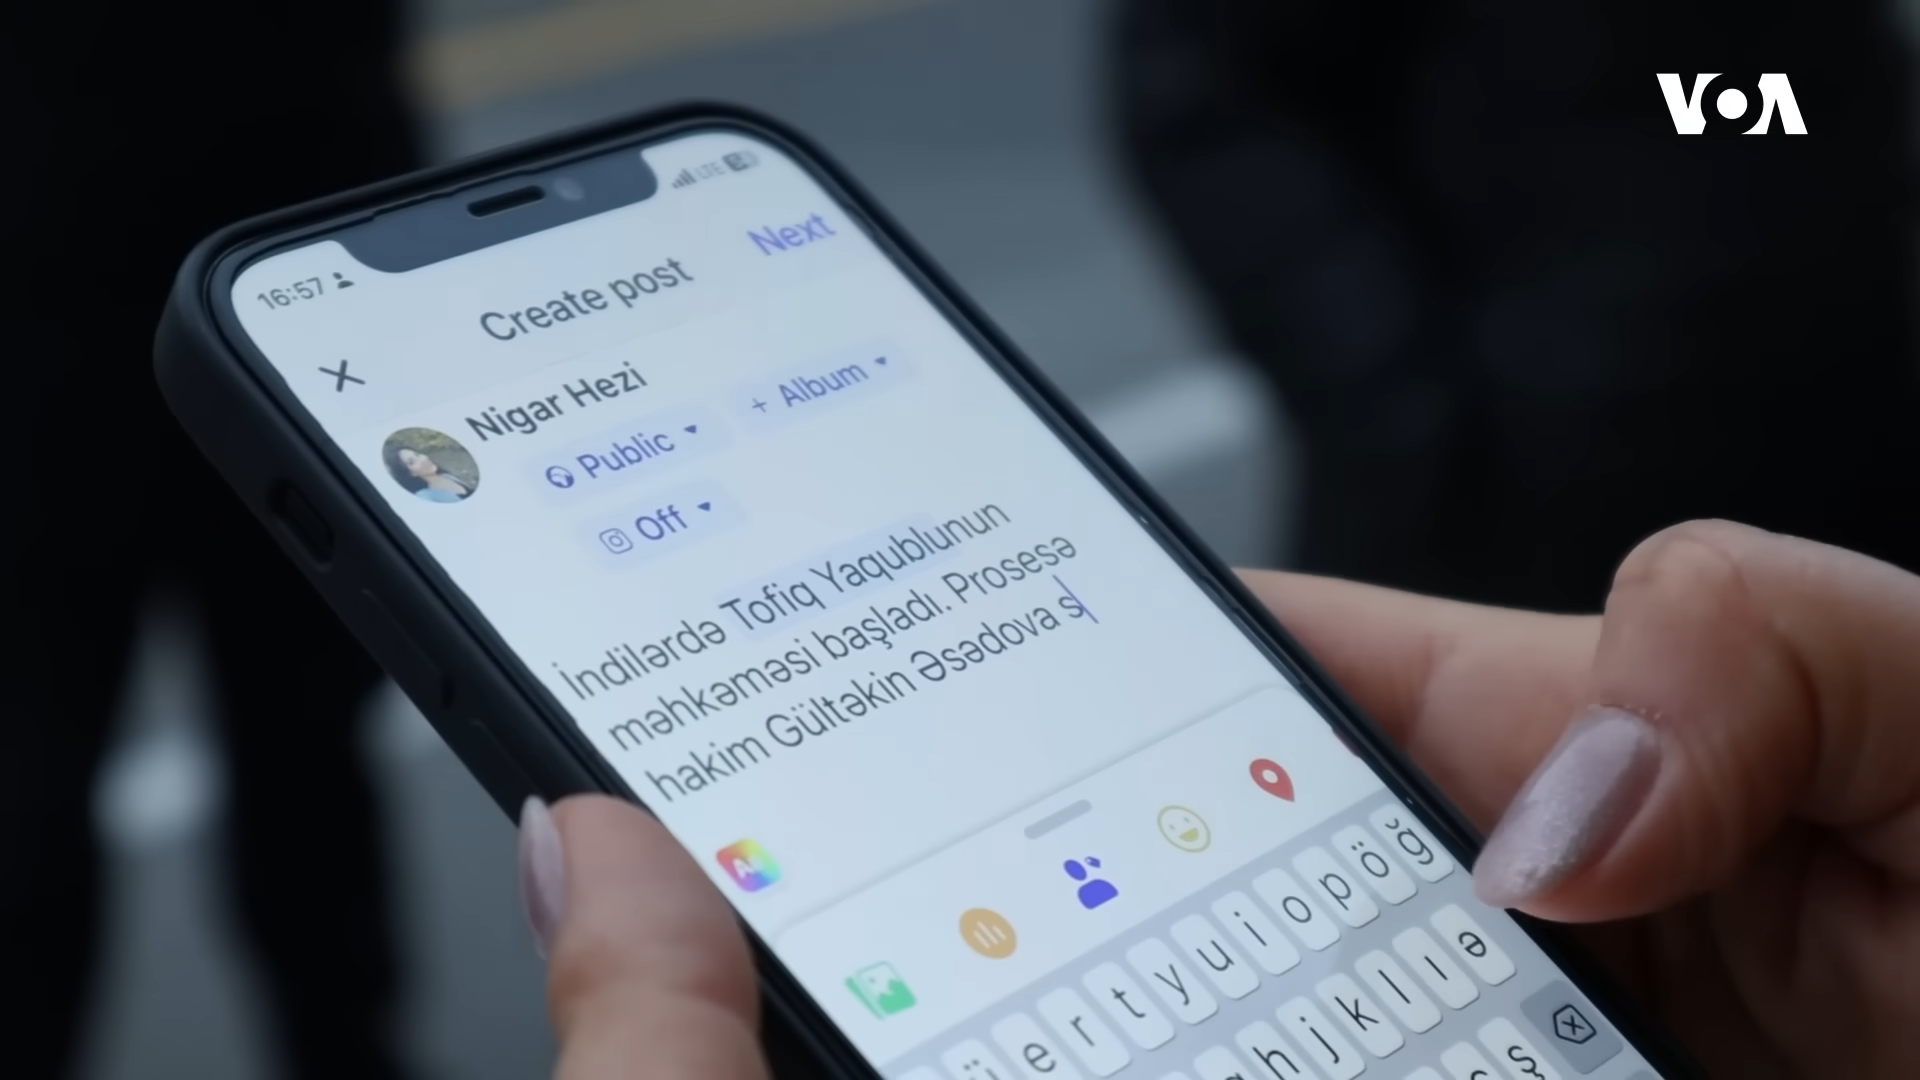 VOA
16:57
LTE
Create post
Next
Nigar Hezi
Public
+ Album
Off
İndilərdə Tofiq Yaqublunun
məhkəməsi başladı. Prosesə
hakim Gültəkin Əsədova s
ü e r t y u i o p ö ğ
h j k l ı ə
ş